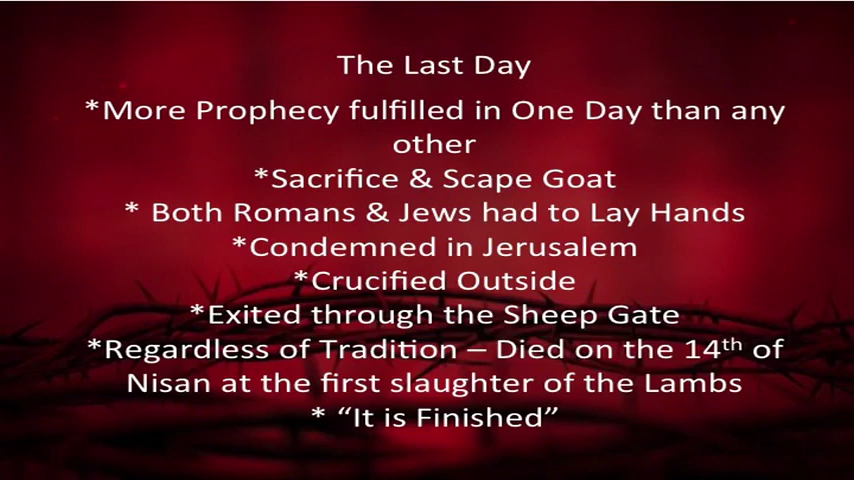 The Last Day
*More Prophecy fulfilled in One Day than any
other
*Sacrifice & Scape Goat
* Both Romans & Jews had to Lay Hands
*Condemned in Jerusalem
*Crucified Outside
*Exited through the Sheep Gate
*Regardless of Tradition – Died on the 14th of
Nisan at the first slaughter of the Lambs
* “It is Finished”